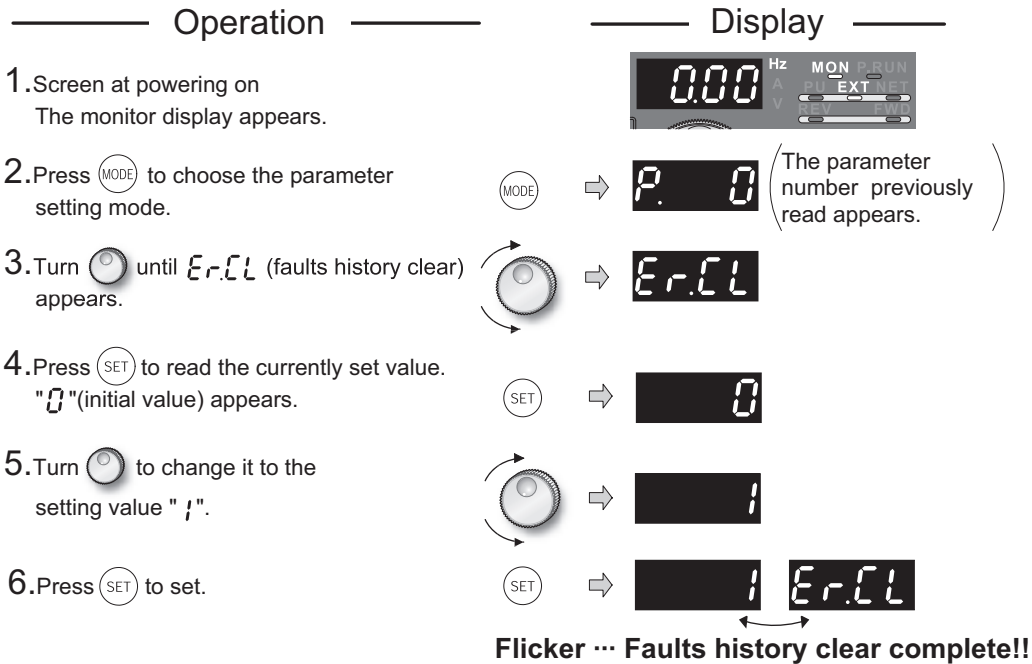 Operation
Display
1.Screen at powering on
The monitor display appears.
0.00 Hz MON P.RUN
A PU EXT NET
V REV FWD
2.Press MODE to choose the parameter
setting mode.
MODE
P. 0
The parameter
number previously
read appears.
3.Turn until Er.CL (faults history clear)
appears.
Er.CL
4.Press SET to read the currently set value.
"0"(initial value) appears.
SET
0
5.Turn to change it to the
setting value "1".
1
6.Press SET to set.
SET
1 Er.CL
Flicker ··· Faults history clear complete!!